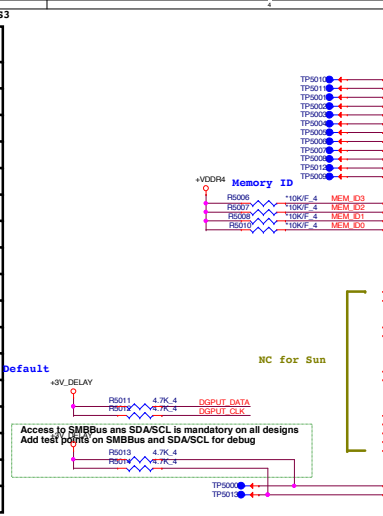 S3
4
TP5010
TP5011
TP5001
TP5002
TP5003
TP5004
TP5005
TP5006
TP5007
TP5008
TP5012
TP5009
+VDDR4
Memory ID
R5006 *10K/F_4 MEM_ID3
R5007 *10K/F_4 MEM_ID2
R5008 *10K/F_4 MEM_ID1
R5010 *10K/F_4 MEM_ID0
NC for Sun
Default
+3V_DELAY
R5011 4.7K_4 DGPUT_DATA
R5012 4.7K_4 DGPUT_CLK
Access to SMBBus ans SDA/SCL is mandatory on all designs
Add test points on SMBBus and SDA/SCL for debug
+3V_DELAY
R5013 4.7K_4
R5014 4.7K_4
TP5000
TP5013